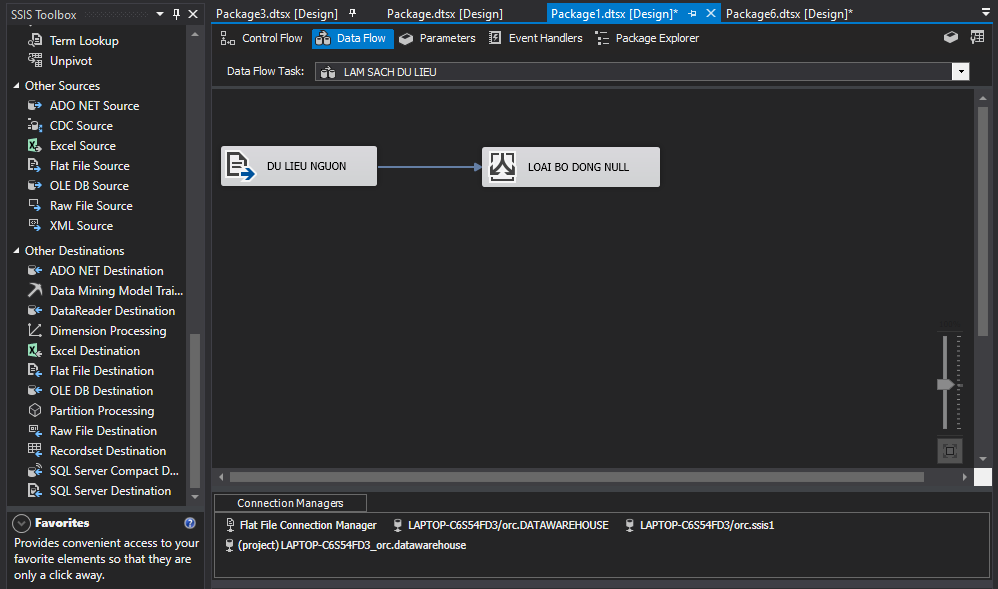 SSIS Toolbox
Term Lookup
Unpivot
Other Sources
ADO NET Source
CDC Source
Excel Source
Flat File Source
OLE DB Source
Raw File Source
XML Source
Other Destinations
ADO NET Destination
Data Mining Model Trai...
DataReader Destination
Dimension Processing
Excel Destination
Flat File Destination
OLE DB Destination
Partition Processing
Raw File Destination
Recordset Destination
SQL Server Compact D...
SQL Server Destination
Favorites
Provides convenient access to your
favorite elements so that they are
only a click away.
Package3.dtsx [Design] Package.dtsx [Design] Package1.dtsx [Design]* Package6.dtsx [Design]*
Control Flow Data Flow Parameters Event Handlers Package Explorer
Data Flow Task: LAM SACH DU LIEU
DU LIEU NGUON LOAI BO DONG NULL
Connection Managers
Flat File Connection Manager LAPTOP-C6S54FD3/orc.DATAWAREHOUSE LAPTOP-C6S54FD3/orc.ssis1
(project) LAPTOP-C6S54FD3_orc.datawarehouse